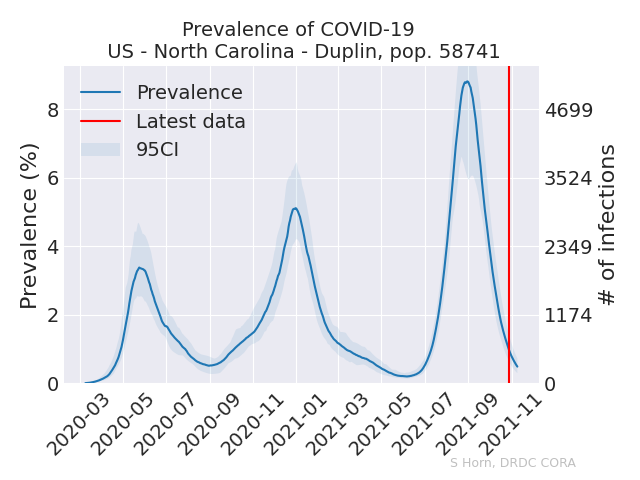 Prevalence of COVID-19
US - North Carolina - Duplin, pop. 58741
Prevalence
Latest data
95CI
Prevalence (%)
8
6
4
2
0
# of infections
4699
3524
2349
1174
0
2020-03
2020-05
2020-07
2020-09
2020-11
2021-01
2021-03
2021-05
2021-07
2021-09
2021-11
S Horn, DRDC CORA